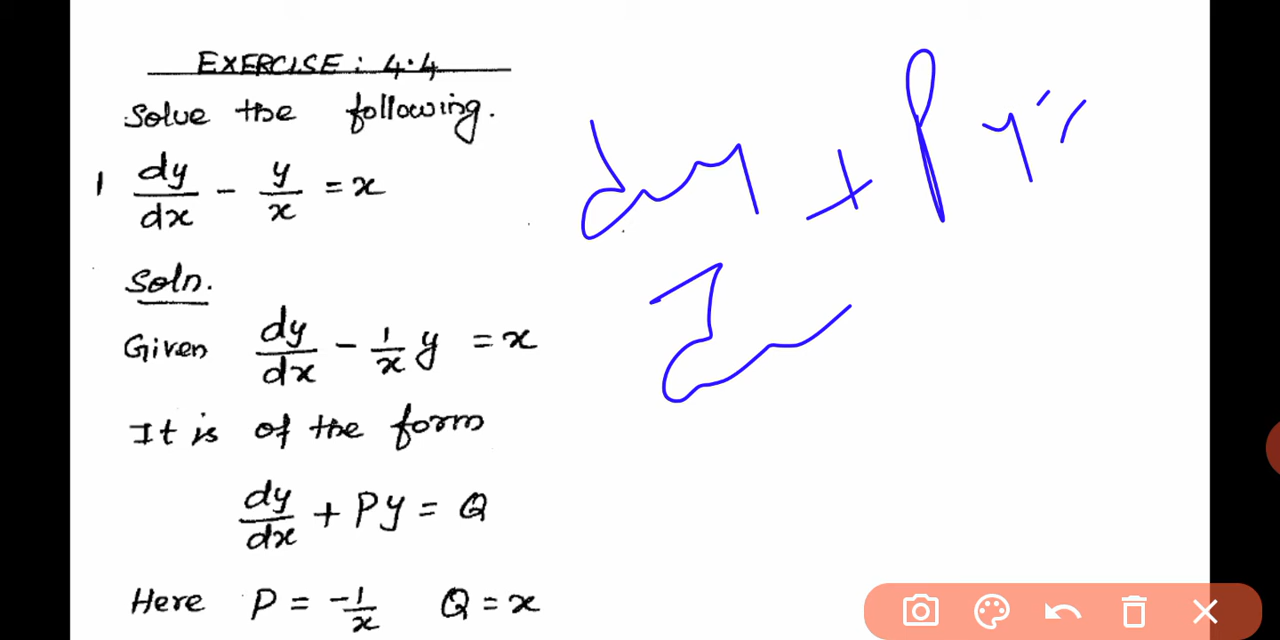 EXERCISE: 4.4
Solve the following.
1 dy/dx - y/x = x
Soln.
Given dy/dx - 1/x y = x
It is of the form
dy/dx + Py = Q
Here P = -1/x Q = x
dy + Py =